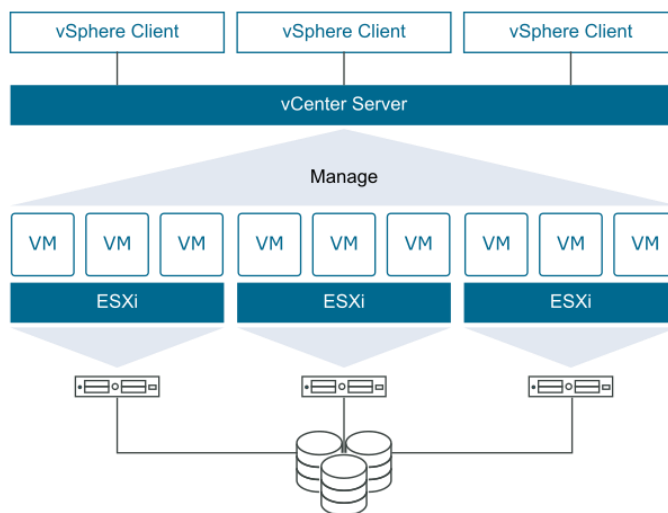 vSphere Client vSphere Client vSphere Client
vCenter Server
Manage
VM VM VM VM VM VM VM VM VM
ESXi ESXi ESXi